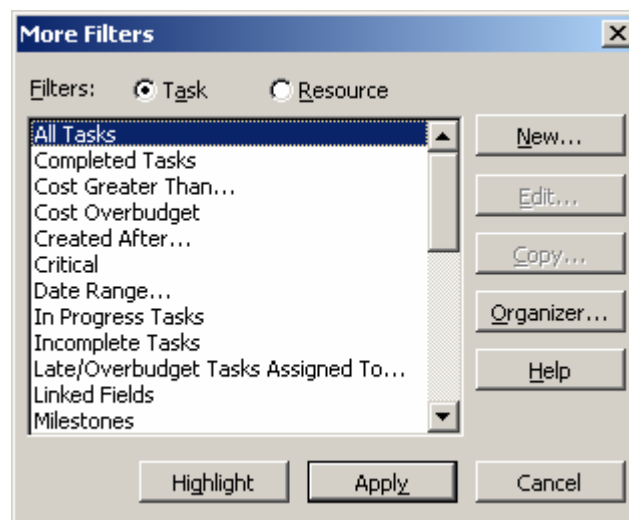 More Filters
Filters: Task Resource
All Tasks
Completed Tasks
Cost Greater Than...
Cost Overbudget
Created After...
Critical
Date Range...
In Progress Tasks
Incomplete Tasks
Late/Overbudget Tasks Assigned To...
Linked Fields
Milestones
New...
Edit...
Copy...
Organizer...
Help
Highlight Apply Cancel